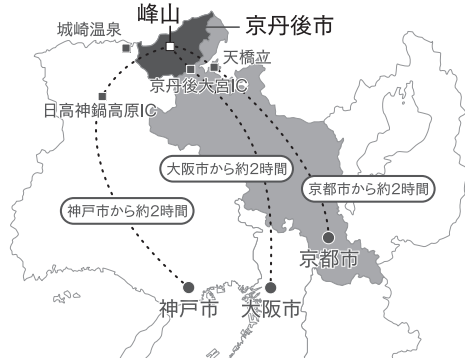 峰山
京丹後市
城崎温泉
天橋立
京丹後大宮IC
日高神鍋高原IC
大阪市から約2時間
京都市から約2時間
神戸市から約2時間
京都市
神戸市
大阪市